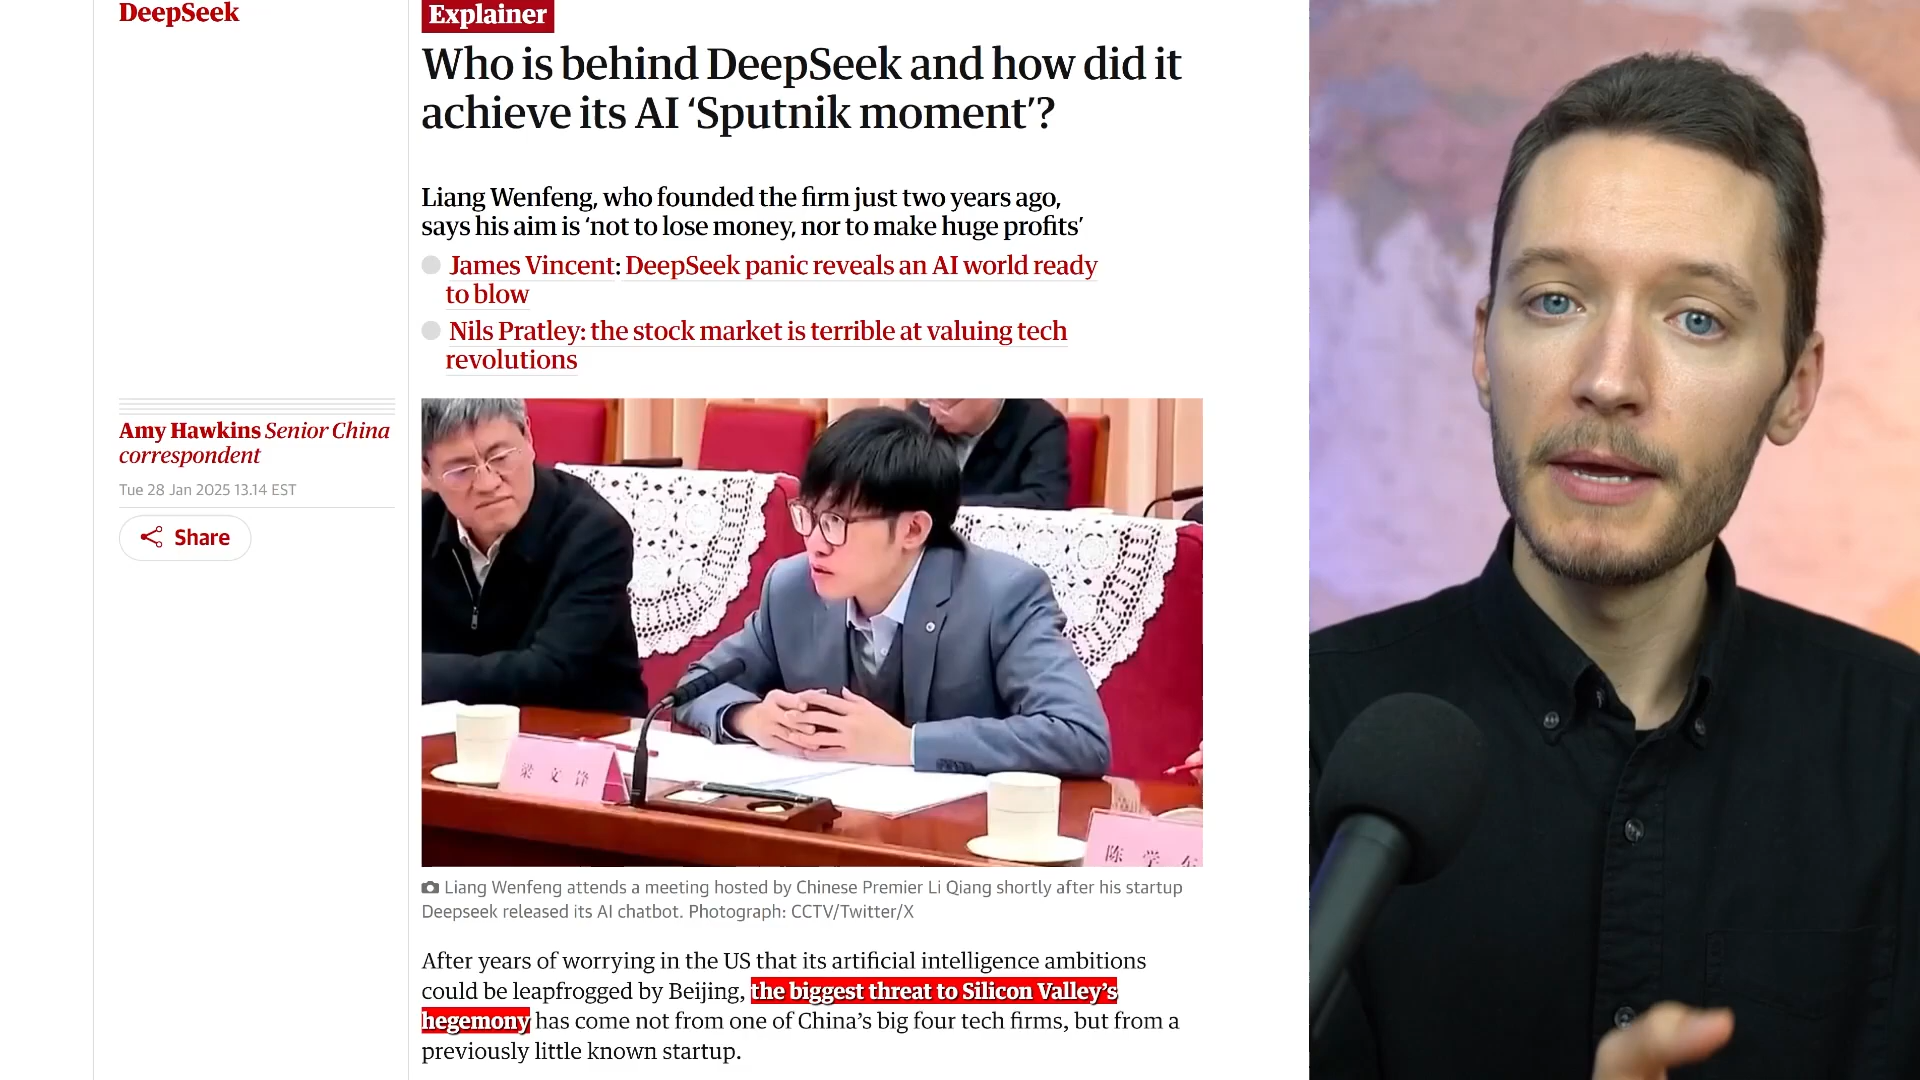 DeepSeek
Explainer
Who is behind DeepSeek and how did it
achieve its AI ‘Sputnik moment’?
Liang Wenfeng, who founded the firm just two years ago,
says his aim is ‘not to lose money, nor to make huge profits’
James Vincent: DeepSeek panic reveals an AI world ready
to blow
Nils Pratley: the stock market is terrible at valuing tech
revolutions
Amy Hawkins Senior China
correspondent
Tue 28 Jan 2025 13.14 EST
Share
梁 文 锋
陈 学 东
Liang Wenfeng attends a meeting hosted by Chinese Premier Li Qiang shortly after his startup
Deepseek released its AI chatbot. Photograph: CCTV/Twitter/X
After years of worrying in the US that its artificial intelligence ambitions
could be leapfrogged by Beijing, the biggest threat to Silicon Valley’s
hegemony has come not from one of China’s big four tech firms, but from a
previously little known startup.